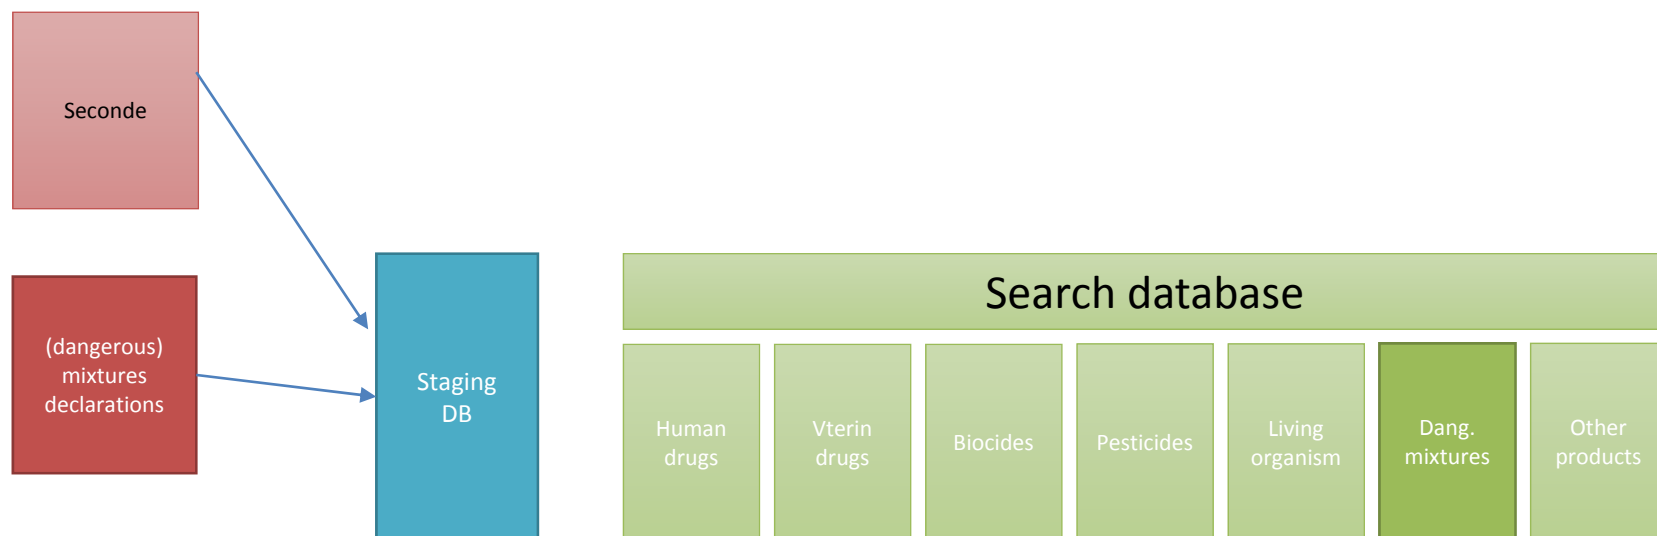 Seconde
(dangerous)
mixtures
declarations
Staging
DB
Search database
Human
drugs
Vterin
drugs
Biocides
Pesticides
Living
organism
Dang.
mixtures
Other
products